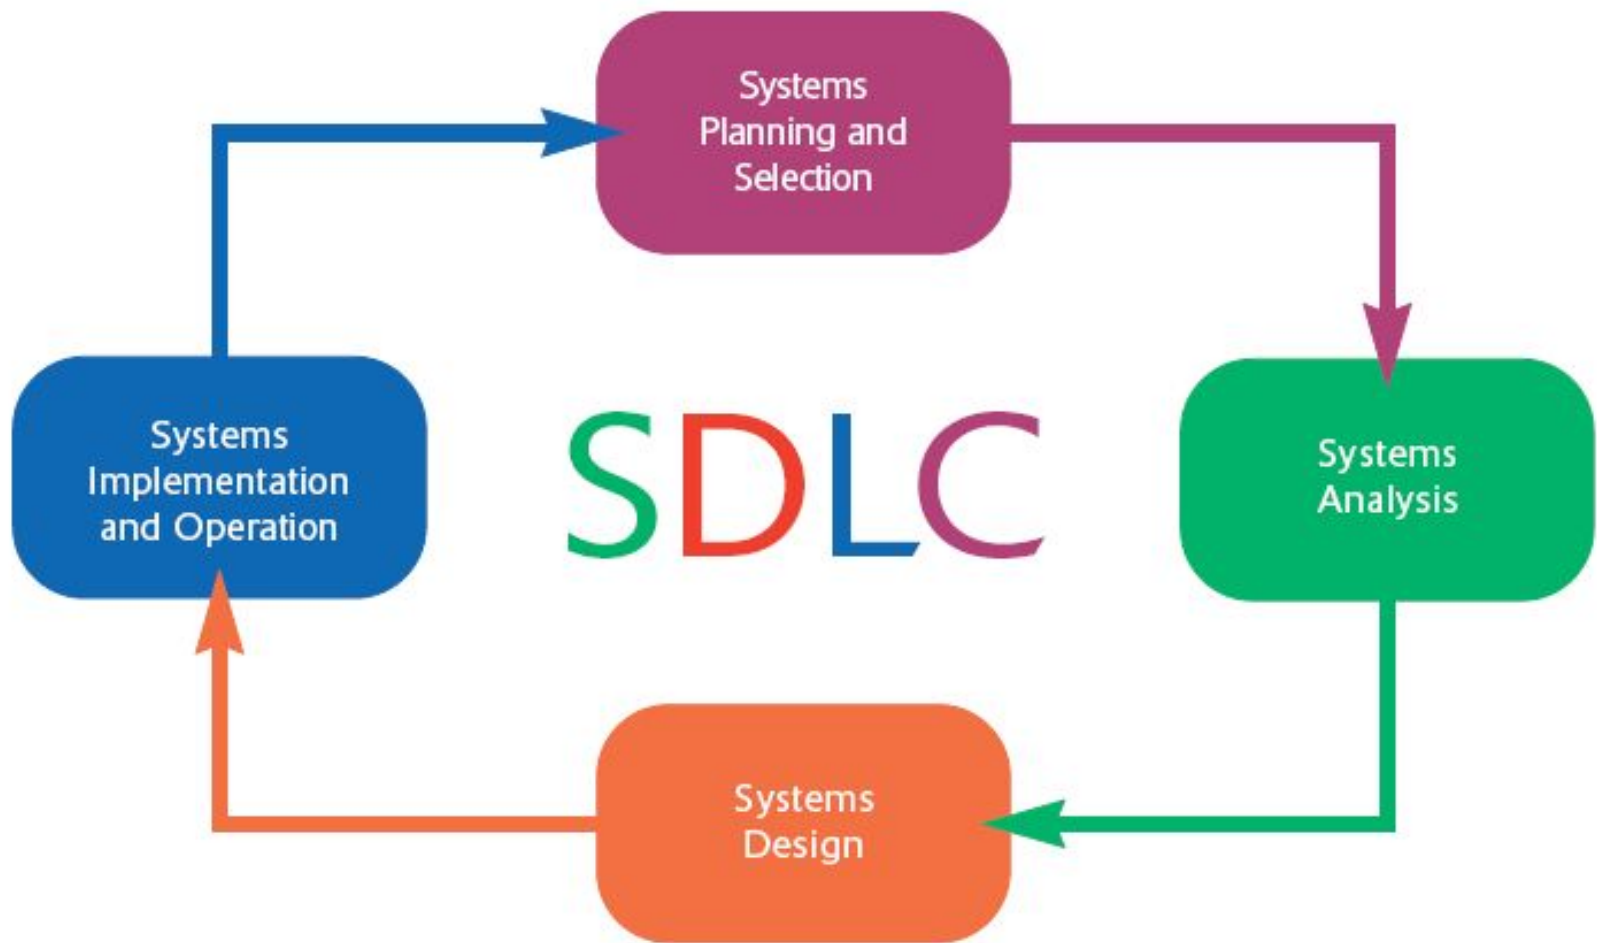 Systems
Planning and
Selection
Systems
Implementation
and Operation
SDLC
Systems
Analysis
Systems
Design